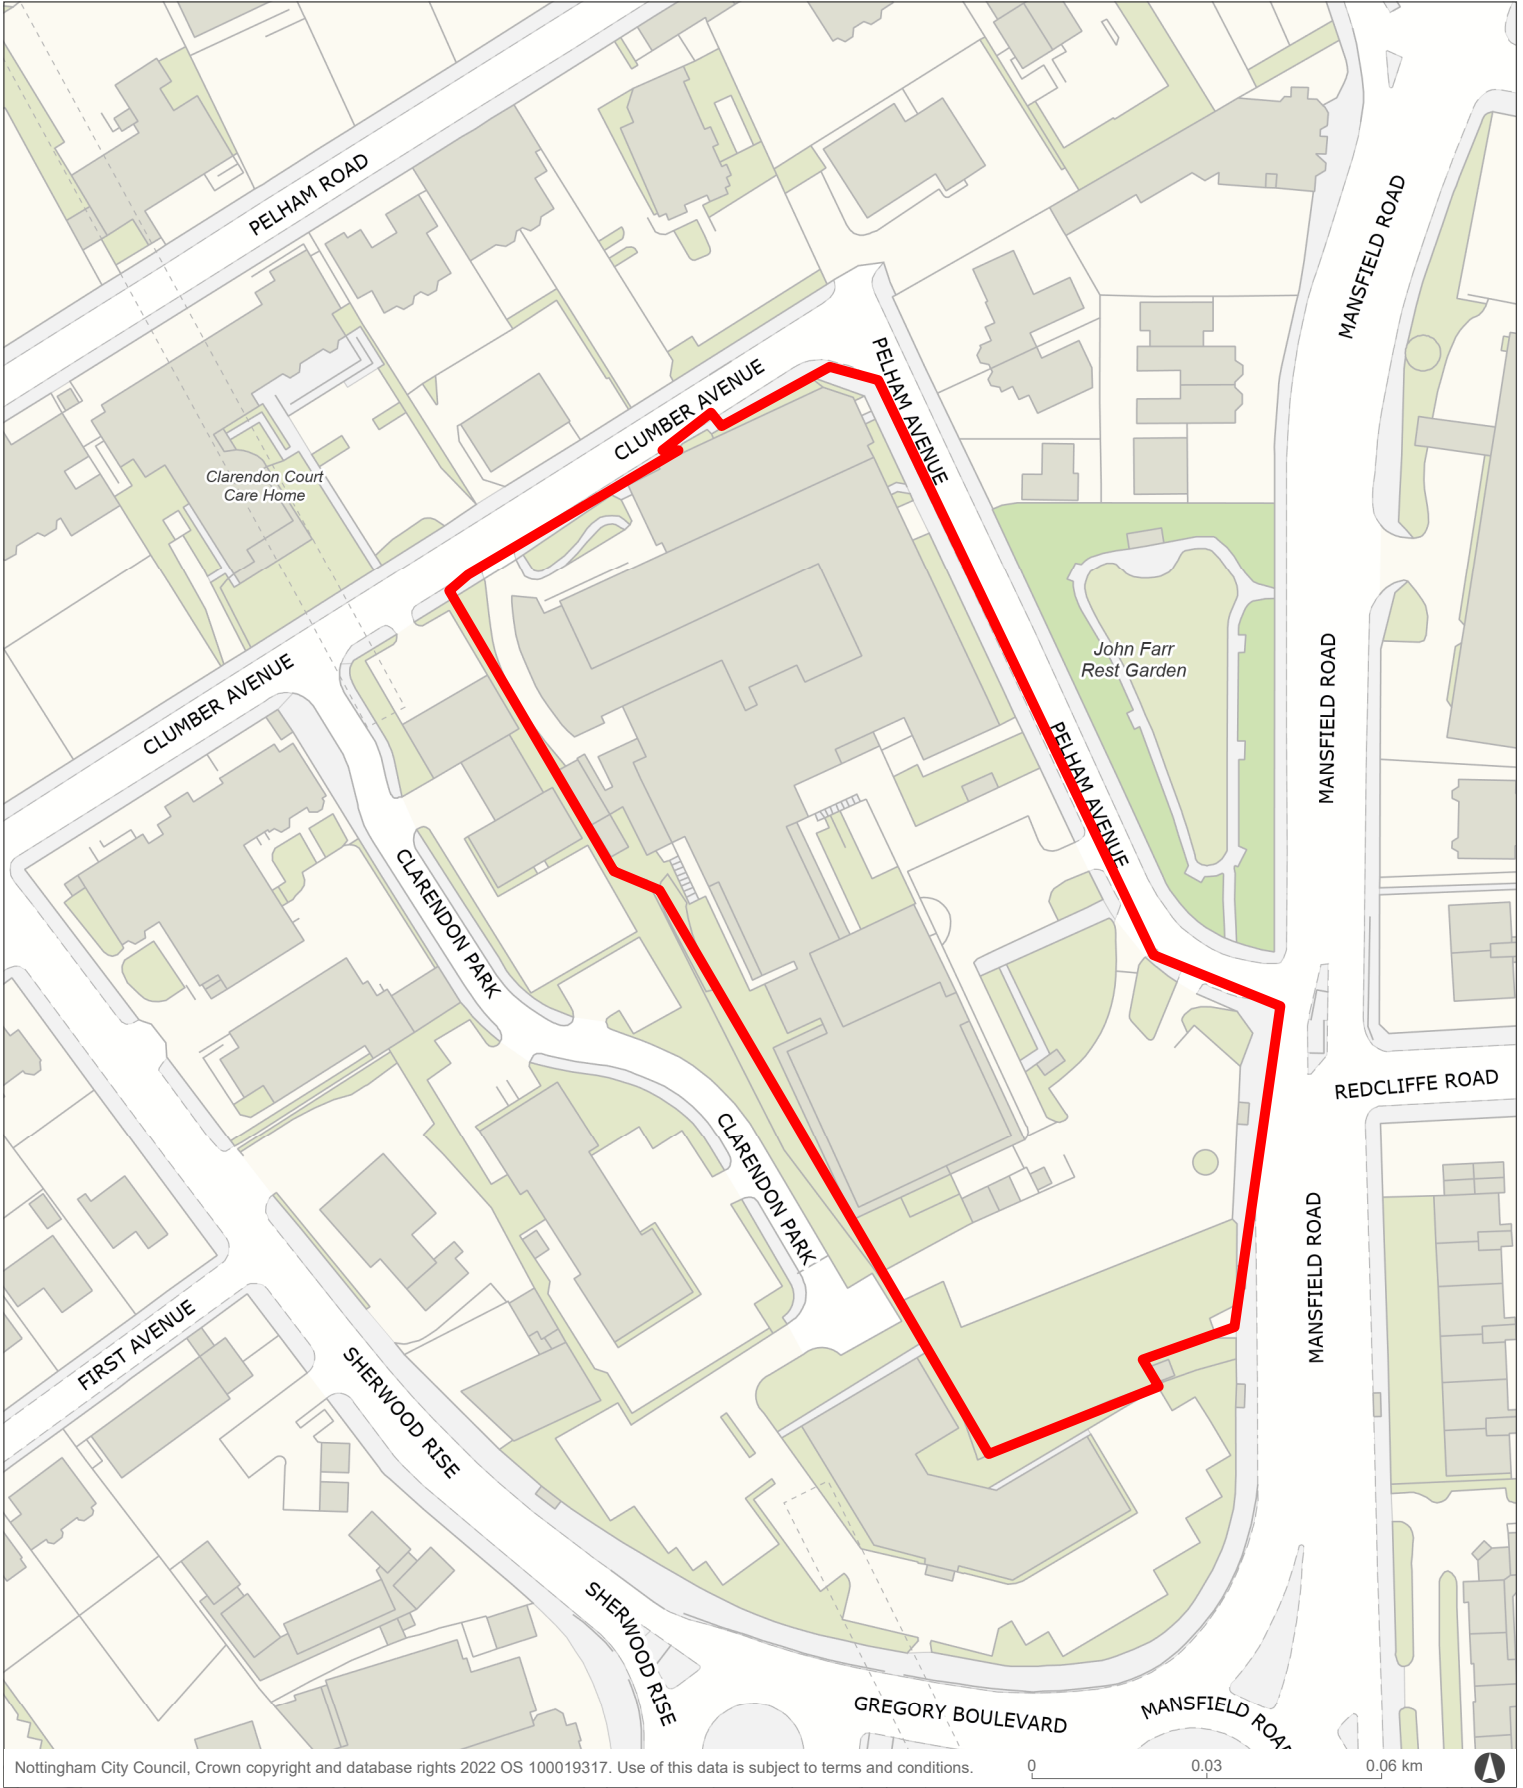 PELHAM ROAD
MANSFIELD ROAD
CLUMBER AVENUE
PELHAM AVENUE
Clarendon Court
Care Home
John Farr
Rest Garden
CLUMBER AVENUE
MANSFIELD ROAD
PELHAM AVENUE
CLARENDON PARK
REDCLIFFE ROAD
CLARENDON PARK
MANSFIELD ROAD
FIRST AVENUE
SHERWOOD RISE
SHERWOOD RISE
GREGORY BOULEVARD
MANSFIELD ROAD
Nottingham City Council, Crown copyright and database rights 2022 OS 100019317. Use of this data is subject to terms and conditions.
0 0.03 0.06 km